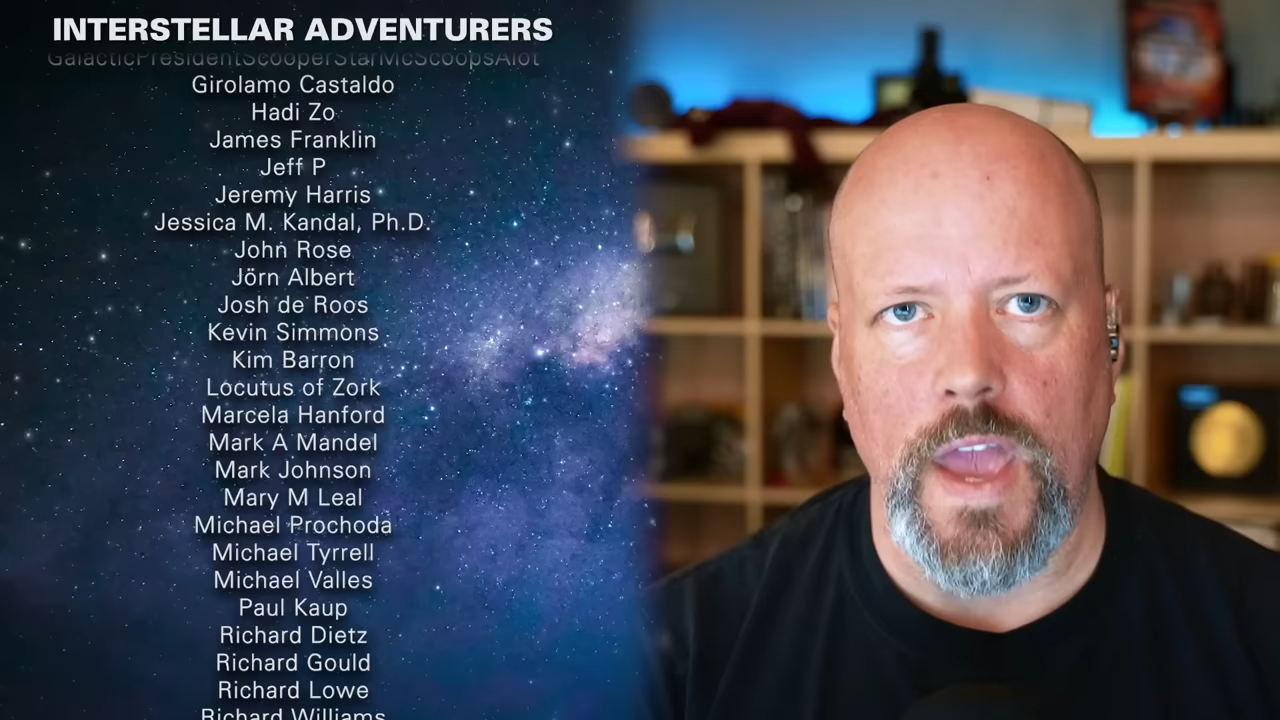 INTERSTELLAR ADVENTURERS
GalacticPresidentScooperStarMcScoopsAlot
Girolamo Castaldo
Hadi Zo
James Franklin
Jeff P
Jeremy Harris
Jessica M. Kandal, Ph.D.
John Rose
Jörn Albert
Josh de Roos
Kevin Simmons
Kim Barron
Locutus of Zork
Marcela Hanford
Mark A Mandel
Mark Johnson
Mary M Leal
Michael Prochoda
Michael Tyrrell
Michael Valles
Paul Kaup
Richard Dietz
Richard Gould
Richard Lowe
Richard Williams